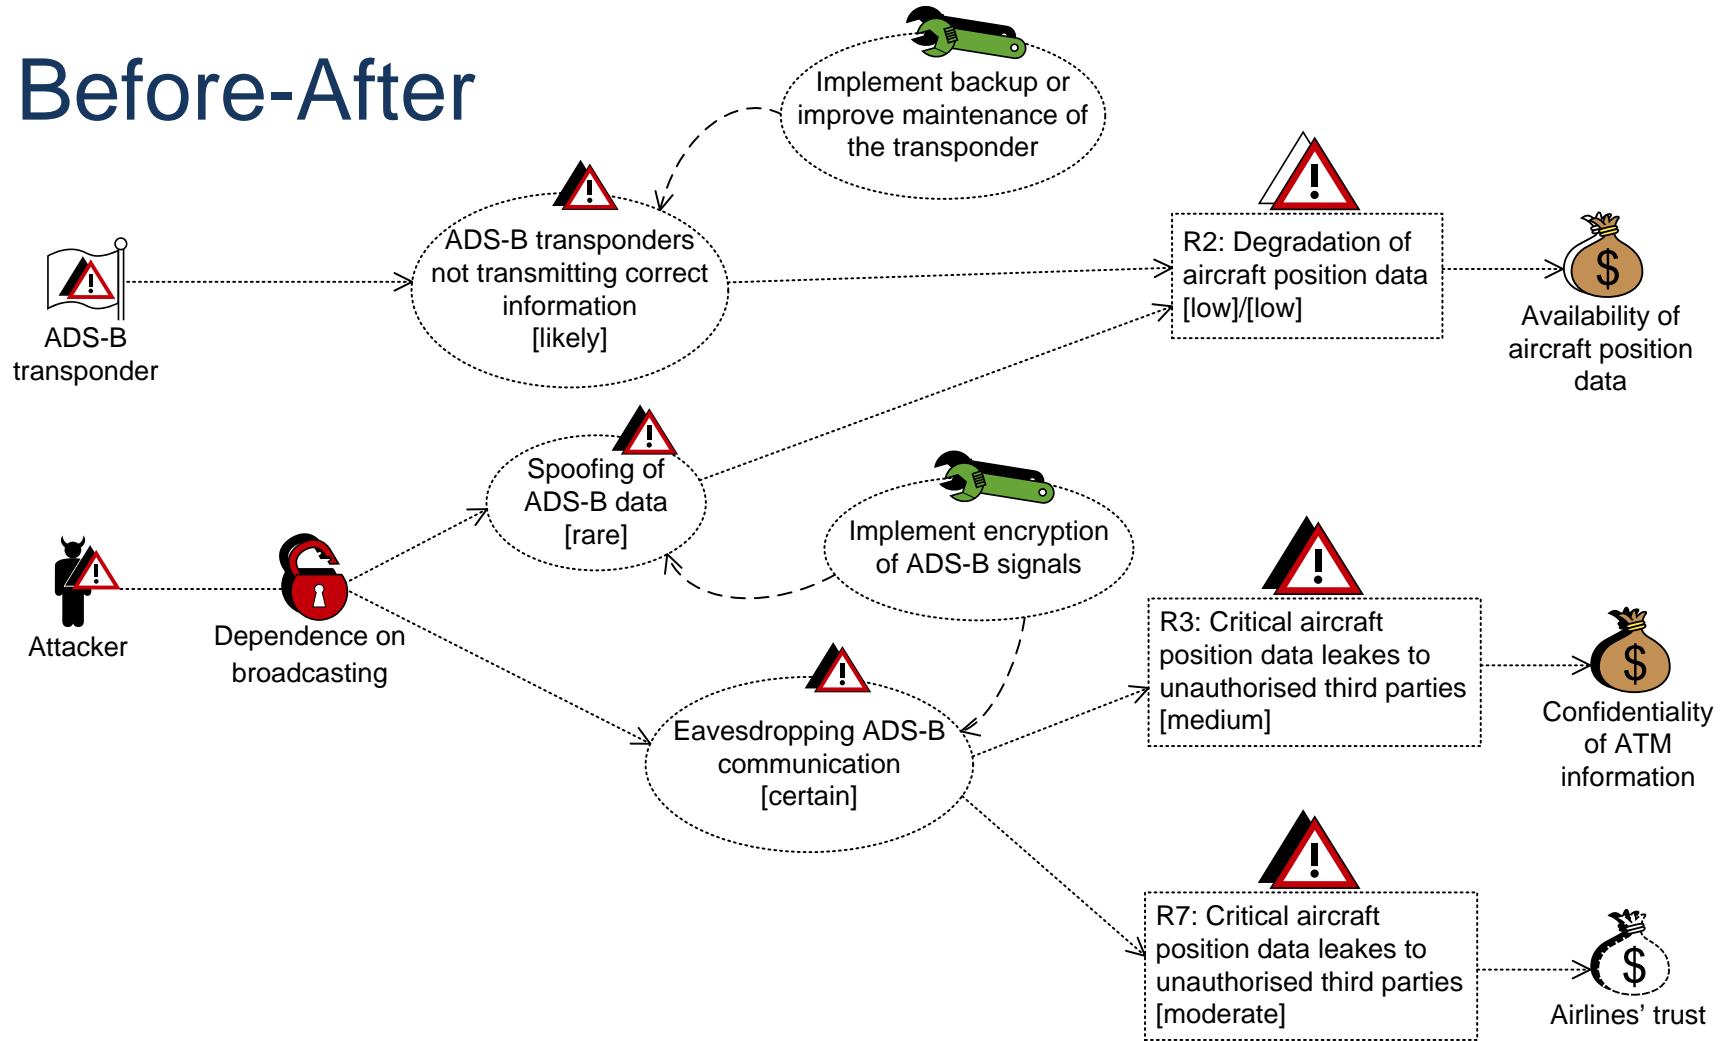 Before-After
Implement backup or
improve maintenance of
the transponder
ADS-B transponders
not transmitting correct
information
[likely]
R2: Degradation of
aircraft position data
[low]/[low]
$
Availability of
aircraft position
data
ADS-B
transponder
Spoofing of
ADS-B data
[rare]
Implement encryption
of ADS-B signals
Attacker
Dependence on
broadcasting
R3: Critical aircraft
position data leakes to
unauthorised third parties
[medium]
$
Confidentiality
of ATM
information
Eavesdropping ADS-B
communication
[certain]
R7: Critical aircraft
position data leakes to
unauthorised third parties
[moderate]
$
Airlines’ trust